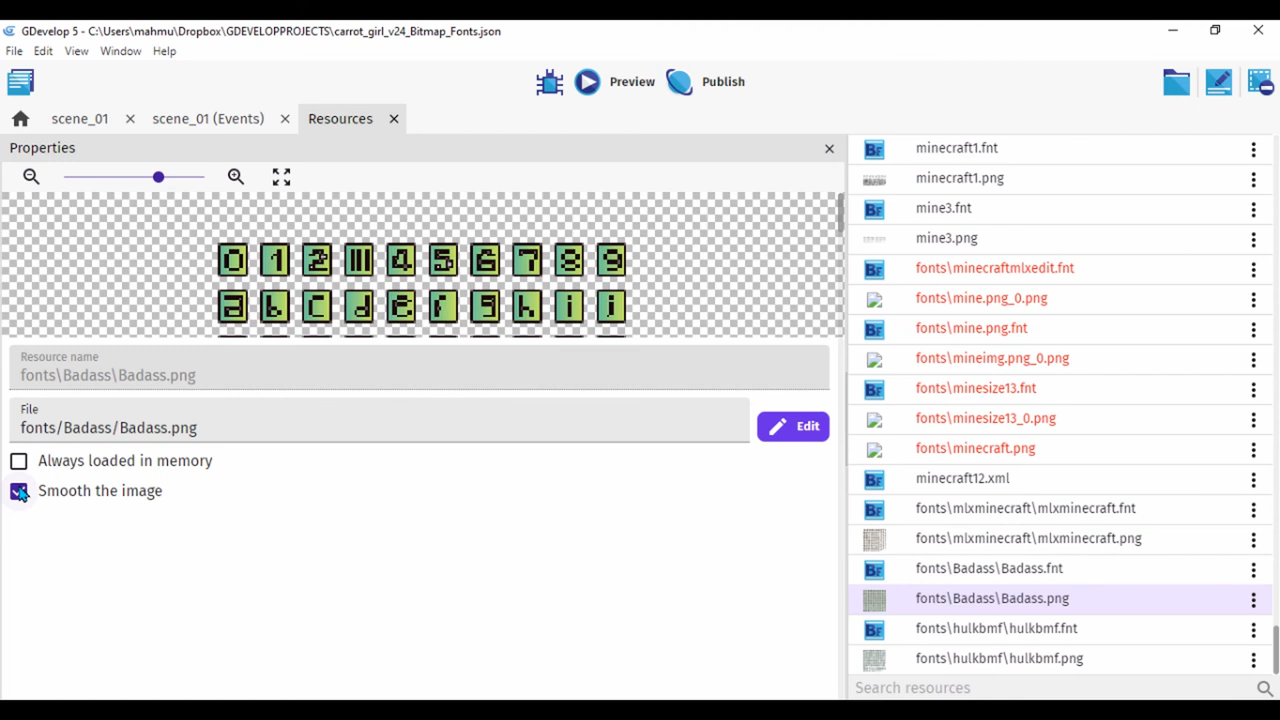 GDevelop 5 - C:\Users\mahmu\Dropbox\GDEVELOPPROJECTS\carrot_girl_v24_Bitmap_Fonts.json
File Edit View Window Help
Preview Publish
scene_01 scene_01 (Events) Resources
Properties
0 1 2 3 4 5 6 7 8 9
a b c d e f g h i j
Resource name
fonts\Badass\Badass.png
File
fonts/Badass/Badass.png
Edit
Always loaded in memory
Smooth the image
minecraft1.fnt
minecraft1.png
mine3.fnt
mine3.png
fonts\minecraftmlxedit.fnt
fonts\mine.png_0.png
fonts\mine.png.fnt
fonts\mineimg.png_0.png
fonts\minesize13.fnt
fonts\minesize13_0.png
fonts\minecraft.png
minecraft12.xml
fonts\mlxminecraft\mlxminecraft.fnt
fonts\mlxminecraft\mlxminecraft.png
fonts\Badass\Badass.fnt
fonts\Badass\Badass.png
fonts\hulkbmf\hulkbmf.fnt
fonts\hulkbmf\hulkbmf.png
Search resources